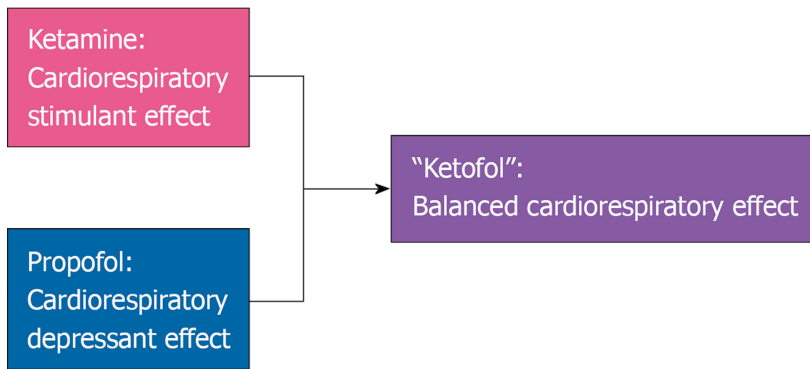 Ketamine:
Cardiorespiratory
stimulant effect
Propofol:
Cardiorespiratory
depressant effect
“Ketofol”:
Balanced cardiorespiratory effect